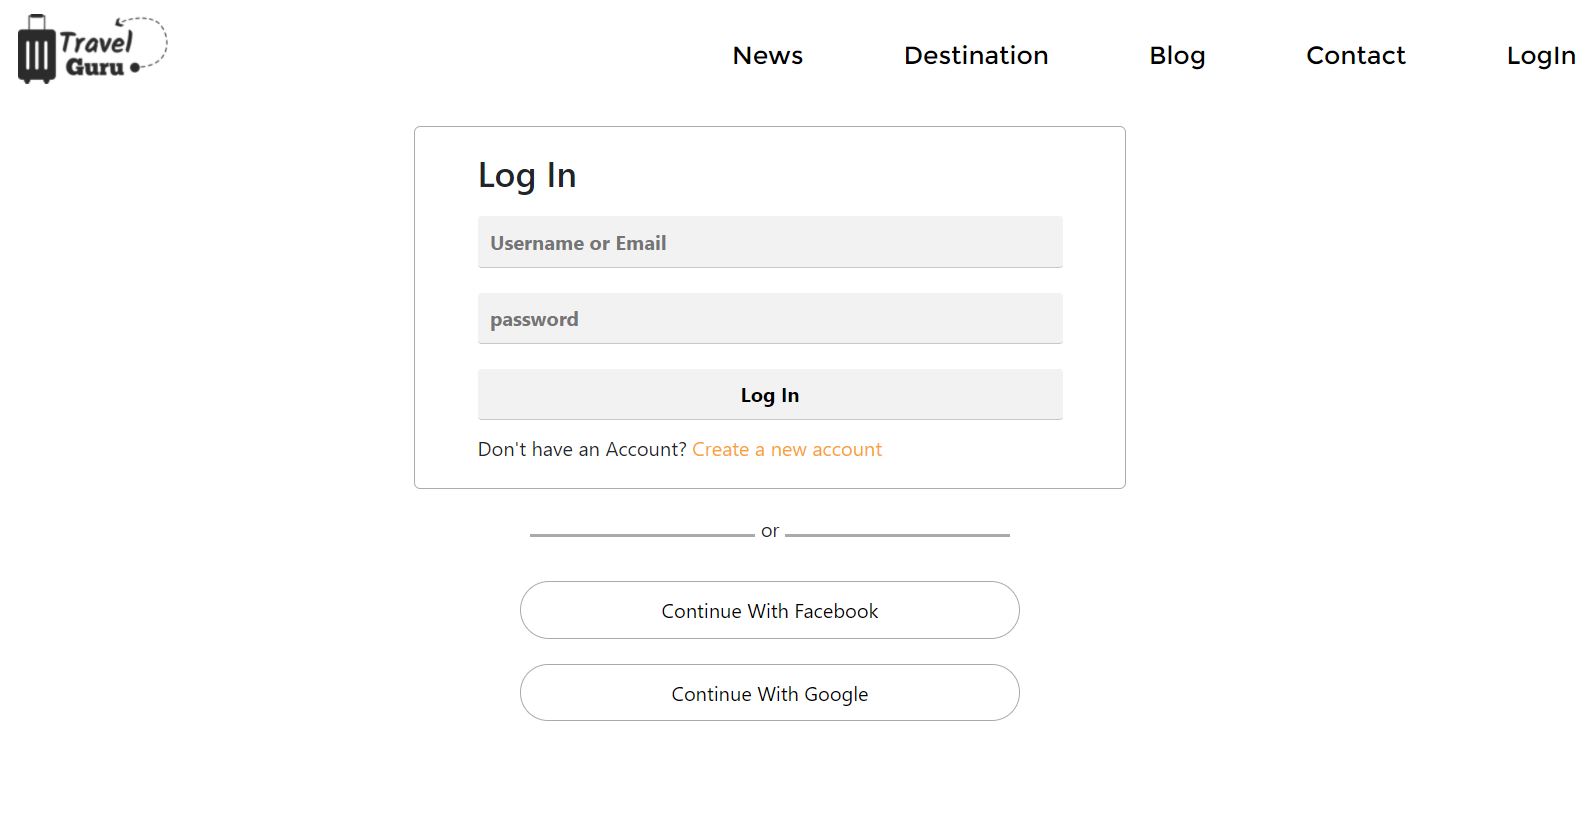 Travel
Guru
News Destination Blog Contact LogIn
Log In
Username or Email
password
Log In
Don't have an Account? Create a new account
or
Continue With Facebook
Continue With Google